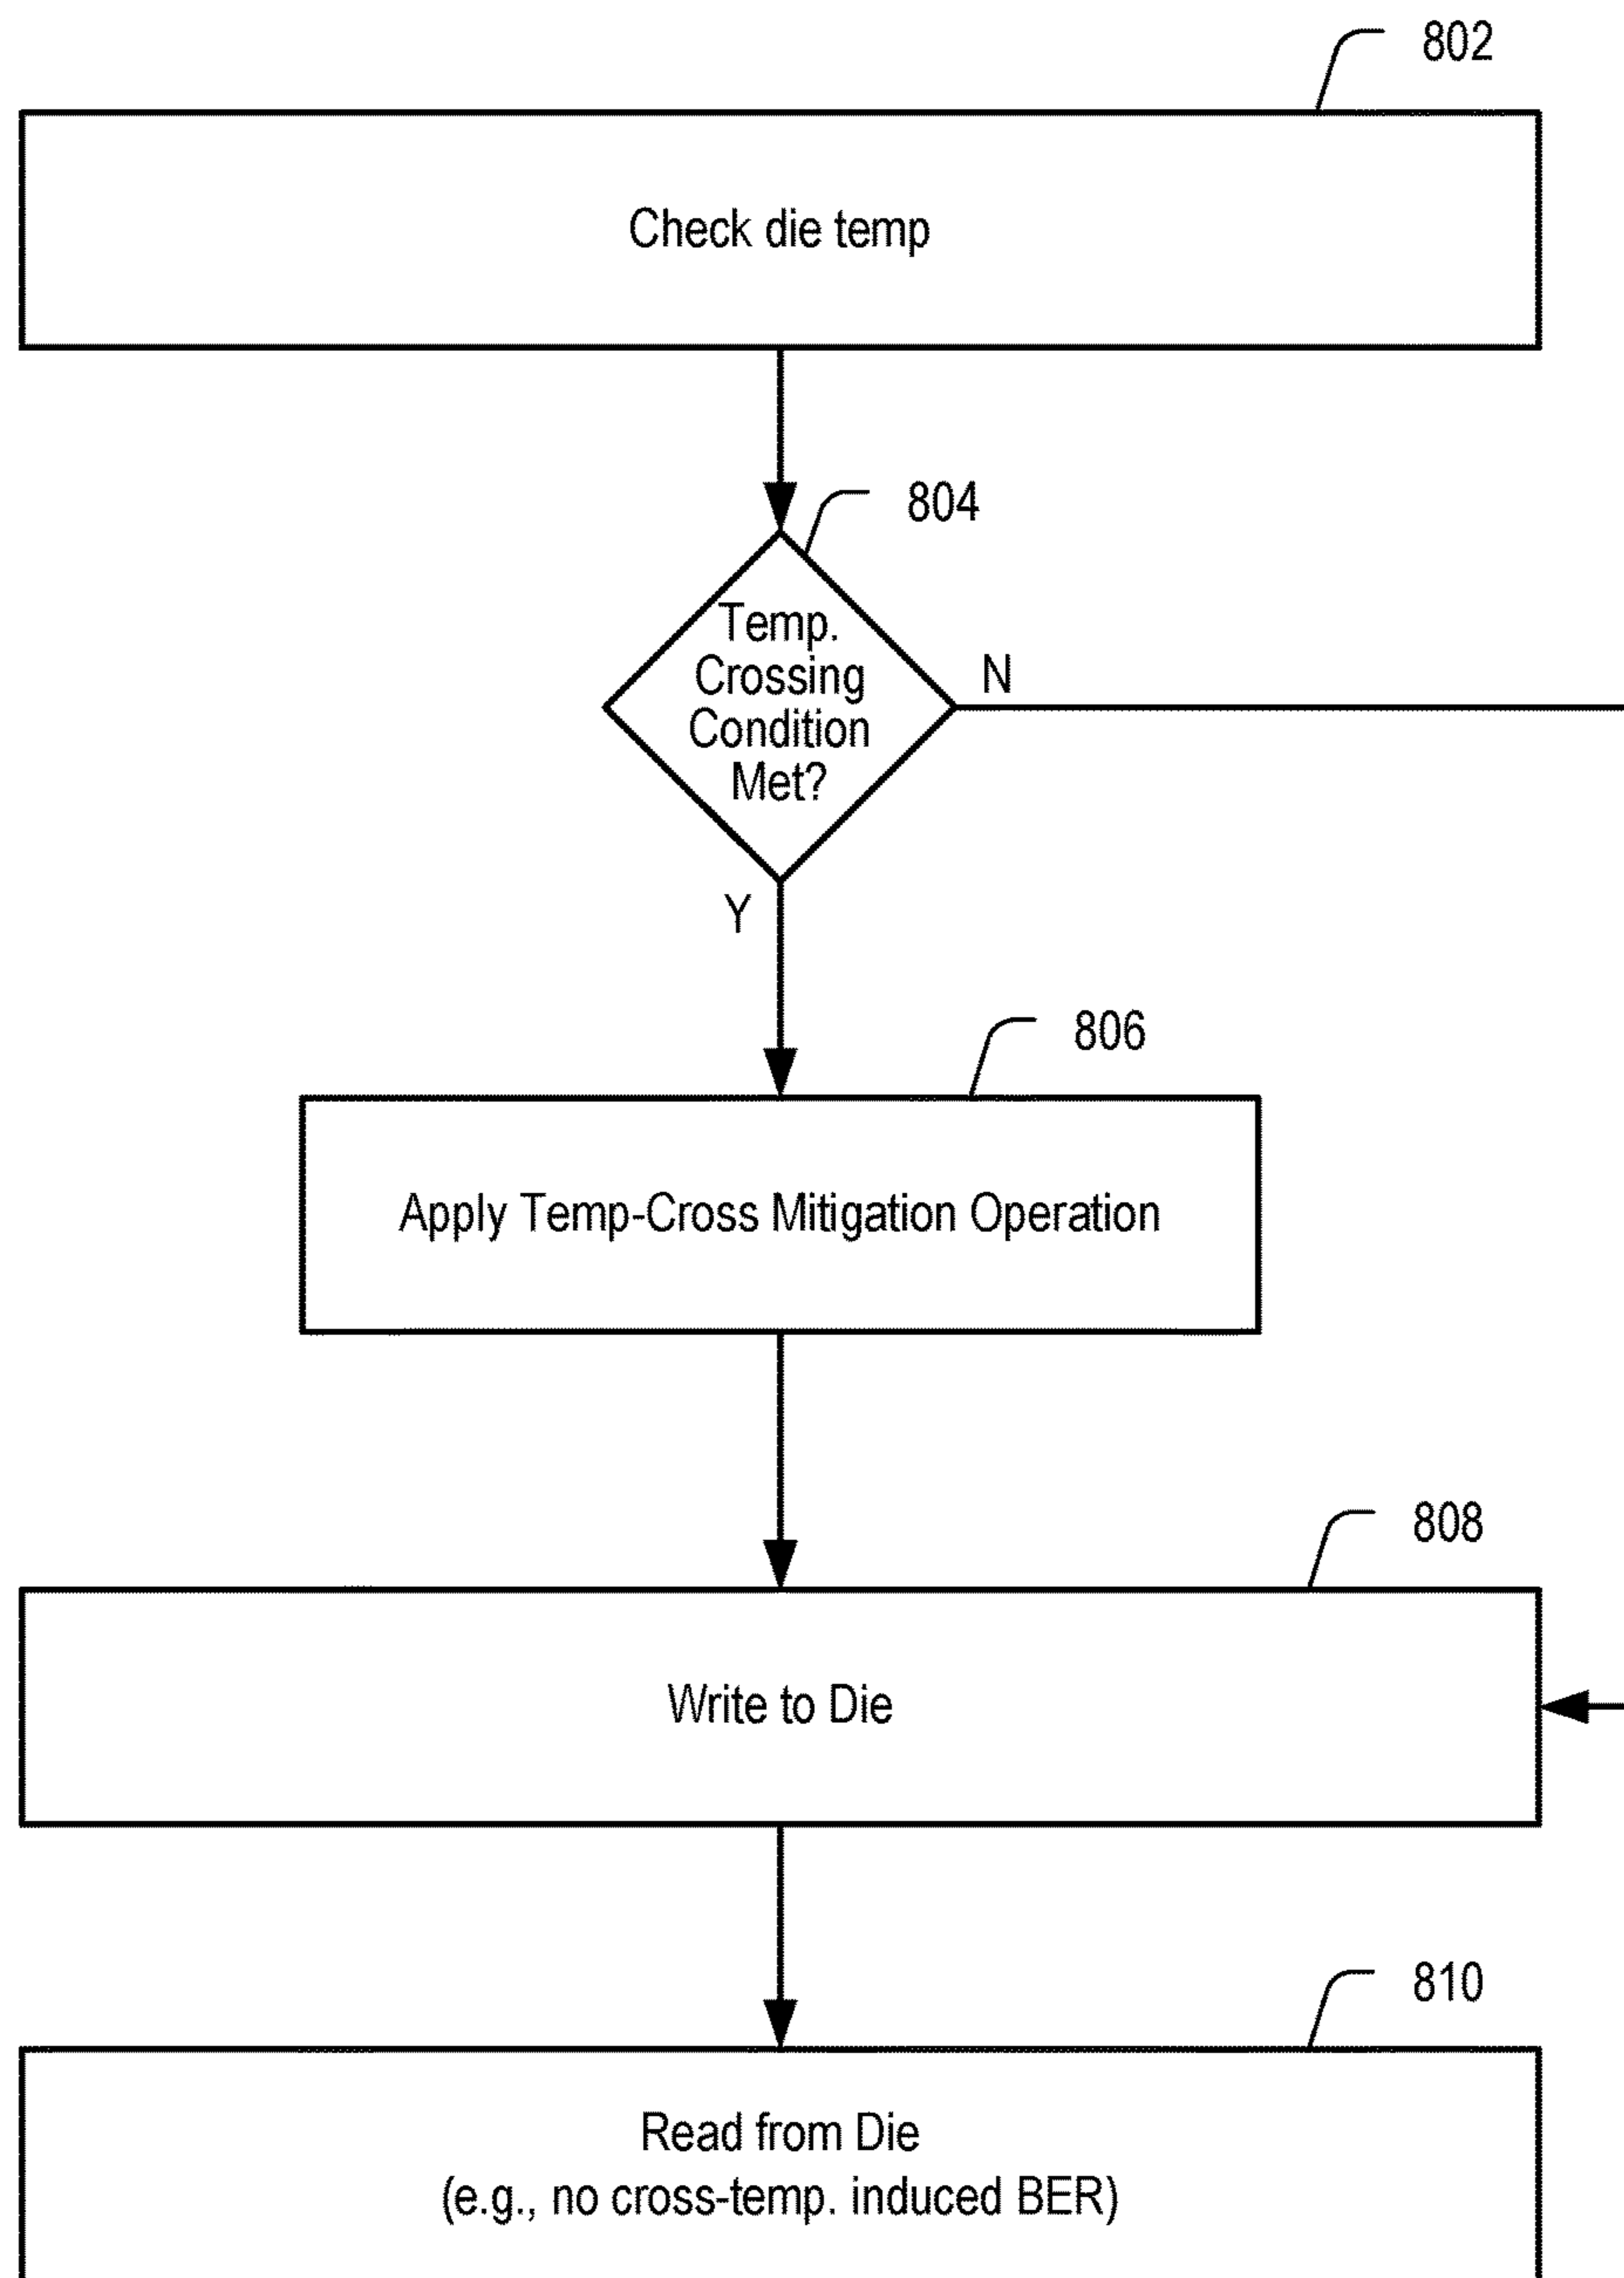 802
Check die temp
804
Temp.
Crossing
Condition
Met?
N
Y
806
Apply Temp-Cross Mitigation Operation
808
Write to Die
810
Read from Die
(e.g., no cross-temp. induced BER)